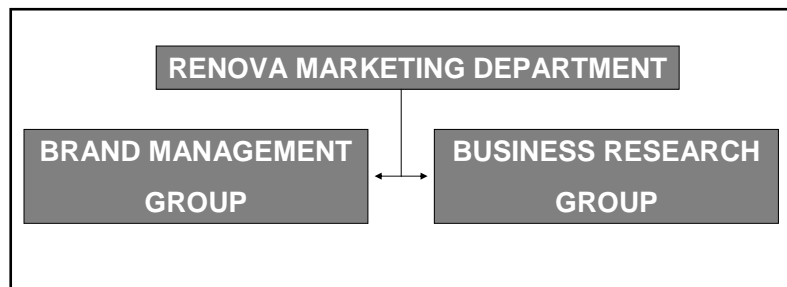 RENOVA MARKETING DEPARTMENT
BRAND MANAGEMENT
GROUP
BUSINESS RESEARCH
GROUP